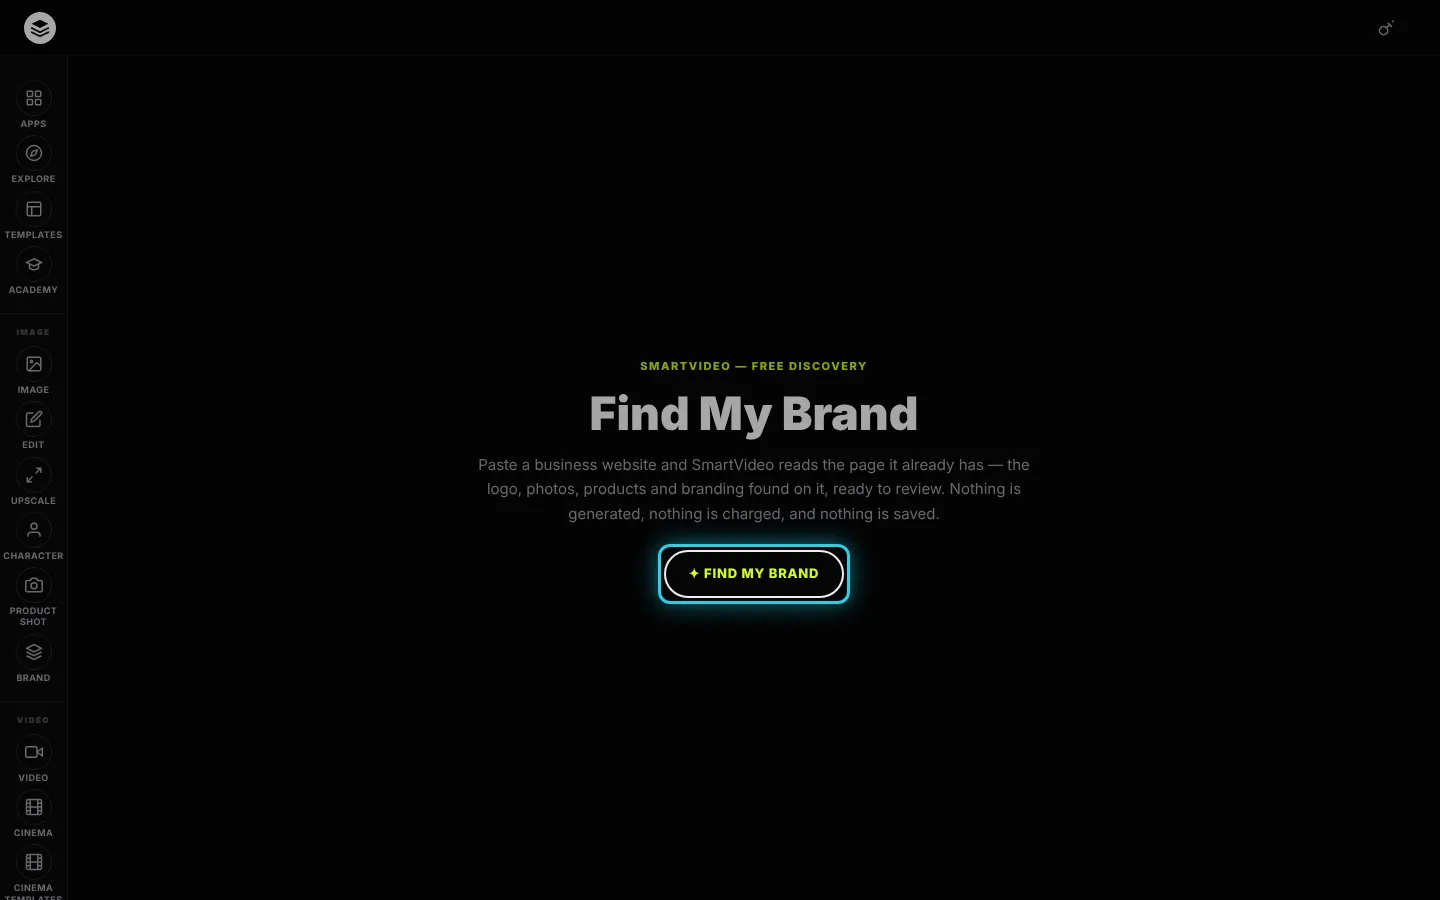 APPS
EXPLORE
TEMPLATES
ACADEMY
IMAGE
IMAGE
EDIT
UPSCALE
CHARACTER
PRODUCT
SHOT
BRAND
VIDEO
VIDEO
CINEMA
CINEMA
TEMPLATES
SMARTVIDEO — FREE DISCOVERY
Find My Brand
Paste a business website and SmartVideo reads the page it already has — the
logo, photos, products and branding found on it, ready to review. Nothing is
generated, nothing is charged, and nothing is saved.
✦ FIND MY BRAND